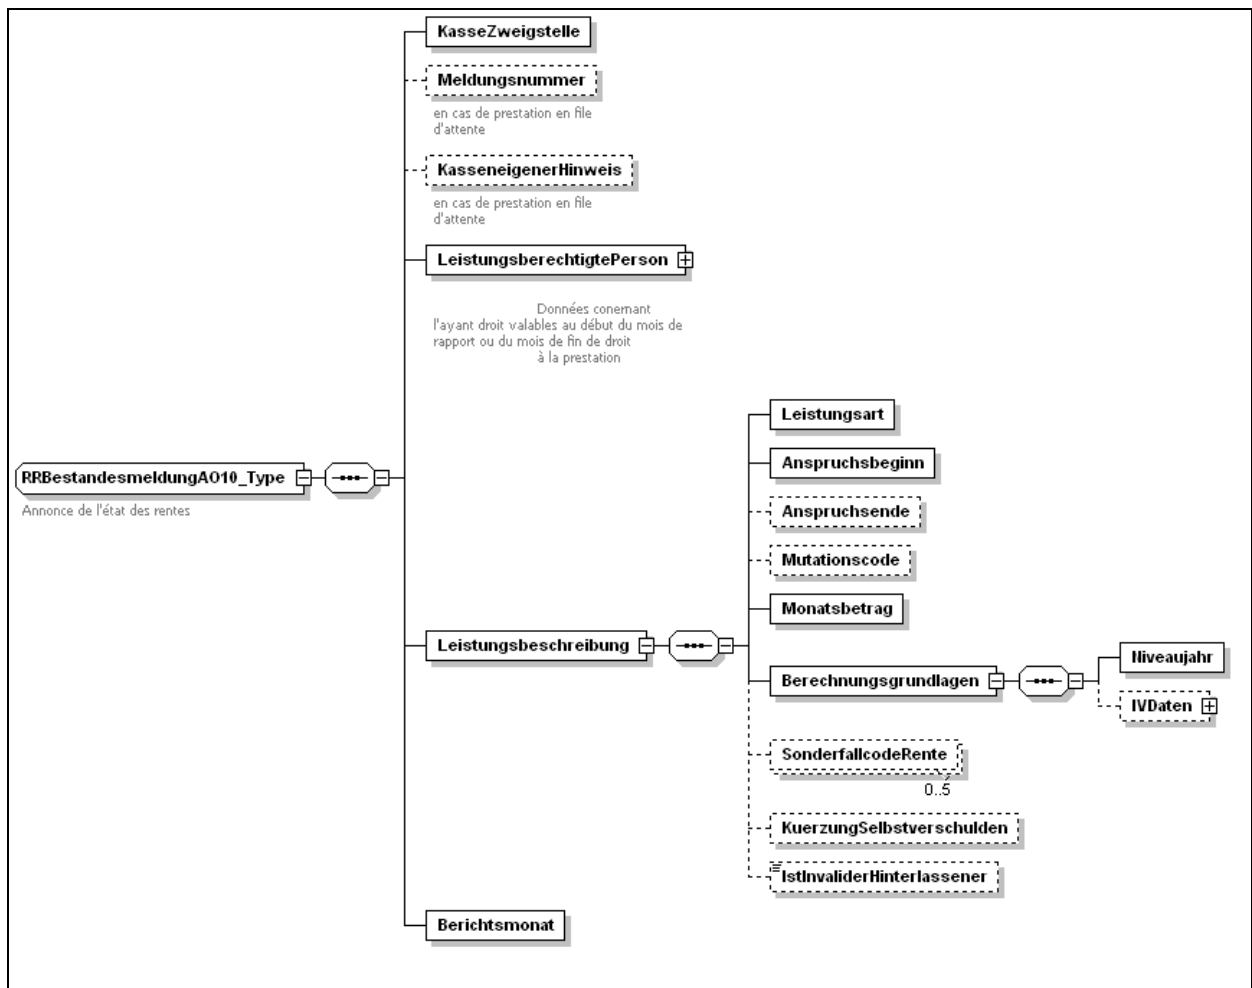 KasseZweigstelle
Meldungsnummer
en cas de prestation en file
d'attente
KasseneigenerHinweis
en cas de prestation en file
d'attente
LeistungsberechtigtePerson
Données conernant
l'ayant droit valables au début du mois de
rapport ou du mois de fin de droit
à la prestation
RRBestandesmeldungAO10_Type
Annonce de l'état des rentes
Leistungsbeschreibung
Leistungsart
Anspruchsbeginn
Anspruchsende
Mutationscode
Monatsbetrag
Berechnungsgrundlagen
Niveaujahr
IVDaten
SonderfallcodeRente
0..5
KuerzungSelbstverschulden
IstInvaliderHinterlassener
Berichtsmonat